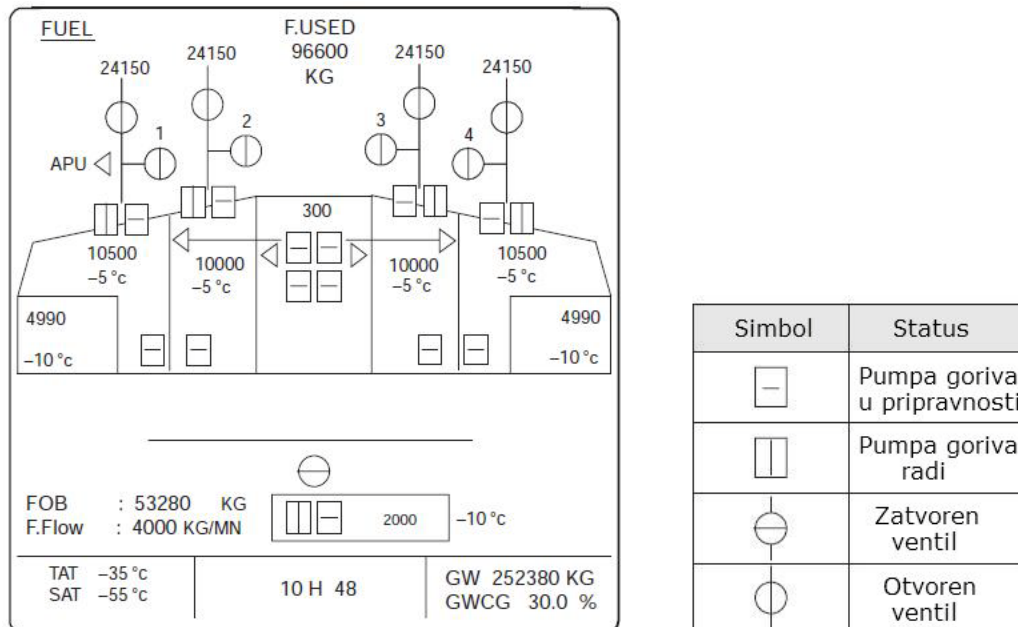 FUEL
F.USED
96600
KG
24150
24150
24150
24150
1
2
3
4
APU
300
10500
–5 °c
10000
–5 °c
10000
–5 °c
10500
–5 °c
4990
–10 °c
4990
–10 °c
FOB : 53280 KG
F.Flow : 4000 KG/MN
2000
–10 °c
TAT –35 °c
SAT –55 °c
10 H 48
GW 252380 KG
GWCG 30.0 %
Simbol Status
Pumpa goriva
u pripravnosti
Pumpa goriva
radi
Zatvoren
ventil
Otvoren
ventil